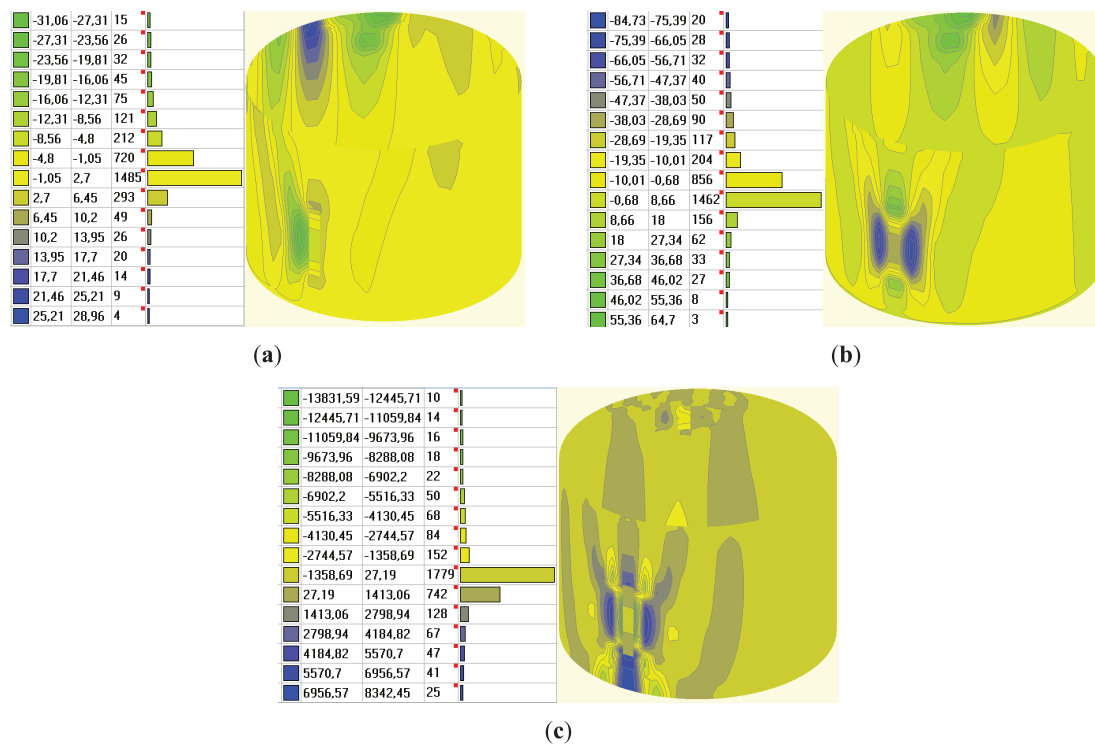 -31,06 -27,31 15
-27,31 -23,56 26
-23,56 -19,81 32
-19,81 -16,06 45
-16,06 -12,31 75
-12,31 -8,56 121
-8,56 -4,8 212
-4,8 -1,05 720
-1,05 2,7 1485
2,7 6,45 293
6,45 10,2 49
10,2 13,95 26
13,95 17,7 20
17,7 21,46 14
21,46 25,21 9
25,21 28,96 4
(a)
-84,73 -75,39 20
-75,39 -66,05 28
-66,05 -56,71 32
-56,71 -47,37 40
-47,37 -38,03 50
-38,03 -28,69 90
-28,69 -19,35 117
-19,35 -10,01 204
-10,01 -0,68 856
-0,68 8,66 1462
8,66 18 156
18 27,34 62
27,34 36,68 33
36,68 46,02 27
46,02 55,36 8
55,36 64,7 3
(b)
-13831,59 -12445,71 10
-12445,71 -11059,84 14
-11059,84 -9673,96 16
-9673,96 -8288,08 18
-8288,08 -6902,2 22
-6902,2 -5516,33 50
-5516,33 -4130,45 68
-4130,45 -2744,57 84
-2744,57 -1358,69 152
-1358,69 27,19 1779
27,19 1413,06 742
1413,06 2798,94 128
2798,94 4184,82 67
4184,82 5570,7 47
5570,7 6956,57 41
6956,57 8342,45 25
(c)